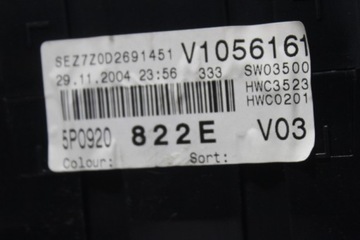 SEZ7Z0D2691451 V1056161
29.11.2004 23:56 333 SW03500
HWC3523
HWC0201
5P0920 822E V03
Colour: Sort: